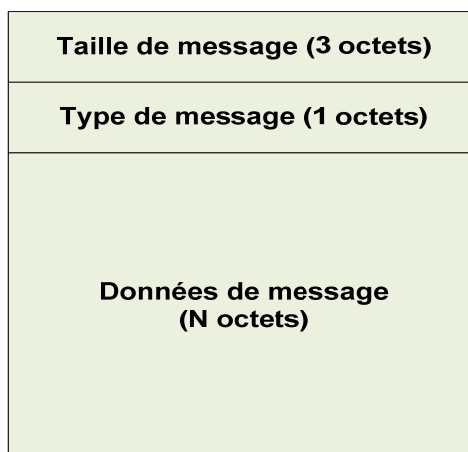 Taille de message (3 octets)
Type de message (1 octets)
Données de message
(N octets)